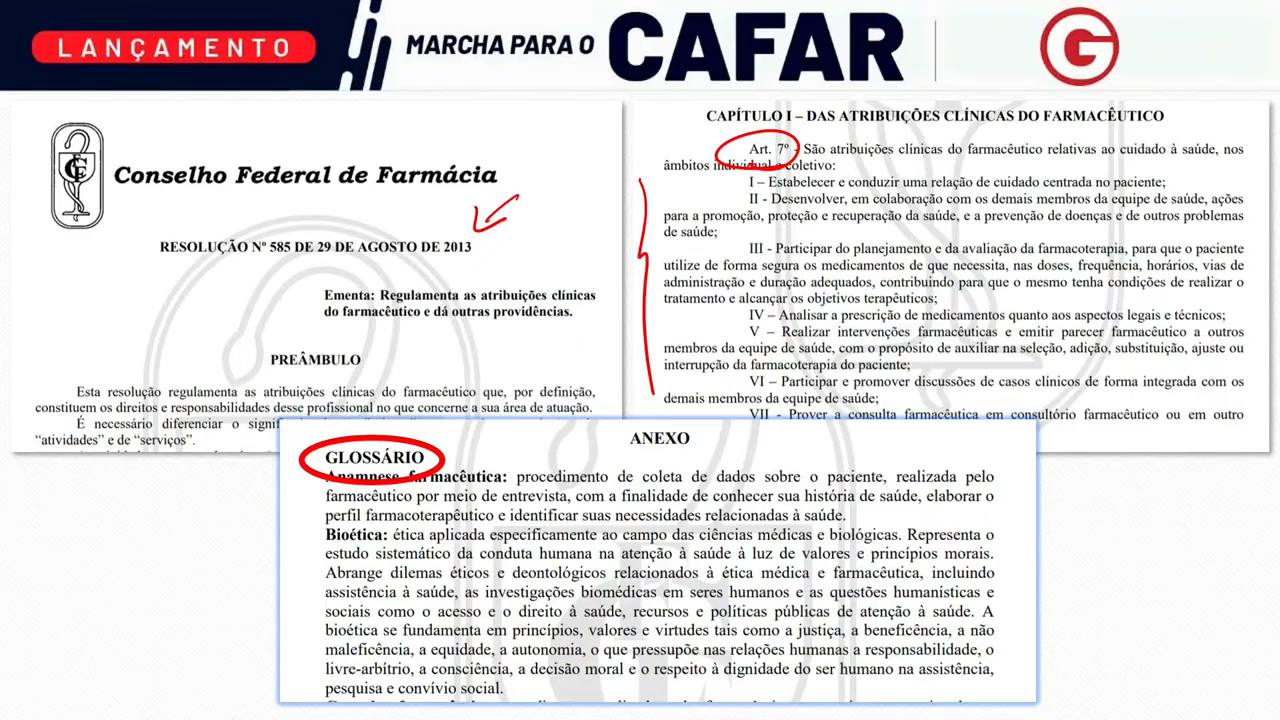 LANÇAMENTO
MARCHA PARA O CAFAR
G
Conselho Federal de Farmácia
RESOLUÇÃO Nº 585 DE 29 DE AGOSTO DE 2013
Ementa: Regulamenta as atribuições clínicas
do farmacêutico e dá outras providências.
PREÂMBULO
Esta resolução regulamenta as atribuições clínicas do farmacêutico que, por definição,
constituem os direitos e responsabilidades desse profissional no que concerne a sua área de atuação.
É necessário diferenciar o
“atividades” e de “serviços”.
CAPÍTULO I – DAS ATRIBUIÇÕES CLÍNICAS DO FARMACÊUTICO
Art. 7º - São atribuições clínicas do farmacêutico relativas ao cuidado à saúde, nos
âmbitos individual e coletivo:
I – Estabelecer e conduzir uma relação de cuidado centrada no paciente;
II - Desenvolver, em colaboração com os demais membros da equipe de saúde, ações
para a promoção, proteção e recuperação da saúde, e a prevenção de doenças e de outros problemas
de saúde;
III - Participar do planejamento e da avaliação da farmacoterapia, para que o paciente
utilize de forma segura os medicamentos de que necessita, nas doses, frequência, horários, vias de
administração e duração adequados, contribuindo para que o mesmo tenha condições de realizar o
tratamento e alcançar os objetivos terapêuticos;
IV – Analisar a prescrição de medicamentos quanto aos aspectos legais e técnicos;
V – Realizar intervenções farmacêuticas e emitir parecer farmacêutico a outros
membros da equipe de saúde, com o propósito de auxiliar na seleção, adição, substituição, ajuste ou
interrupção da farmacoterapia do paciente;
VI – Participar e promover discussões de casos clínicos de forma integrada com os
demais membros da equipe de saúde;
VII - Prover a consulta farmacêutica em consultório farmacêutico ou em outro
ANEXO
GLOSSÁRIO
Anamnese farmacêutica: procedimento de coleta de dados sobre o paciente, realizada pelo
farmacêutico por meio de entrevista, com a finalidade de conhecer sua história de saúde, elaborar o
perfil farmacoterapêutico e identificar suas necessidades relacionadas à saúde.
Bioética: ética aplicada especificamente ao campo das ciências médicas e biológicas. Representa o
estudo sistemático da conduta humana na atenção à saúde à luz de valores e princípios morais.
Abrange dilemas éticos e deontológicos relacionados à ética médica e farmacêutica, incluindo
assistência à saúde, as investigações biomédicas em seres humanos e as questões humanísticas e
sociais como o acesso e o direito à saúde, recursos e políticas públicas de atenção à saúde. A
bioética se fundamenta em princípios, valores e virtudes tais como a justiça, a beneficência, a não
maleficência, a equidade, a autonomia, o que pressupõe nas relações humanas a responsabilidade, o
livre-arbítrio, a consciência, a decisão moral e o respeito à dignidade do ser humano na assistência,
pesquisa e convívio social.